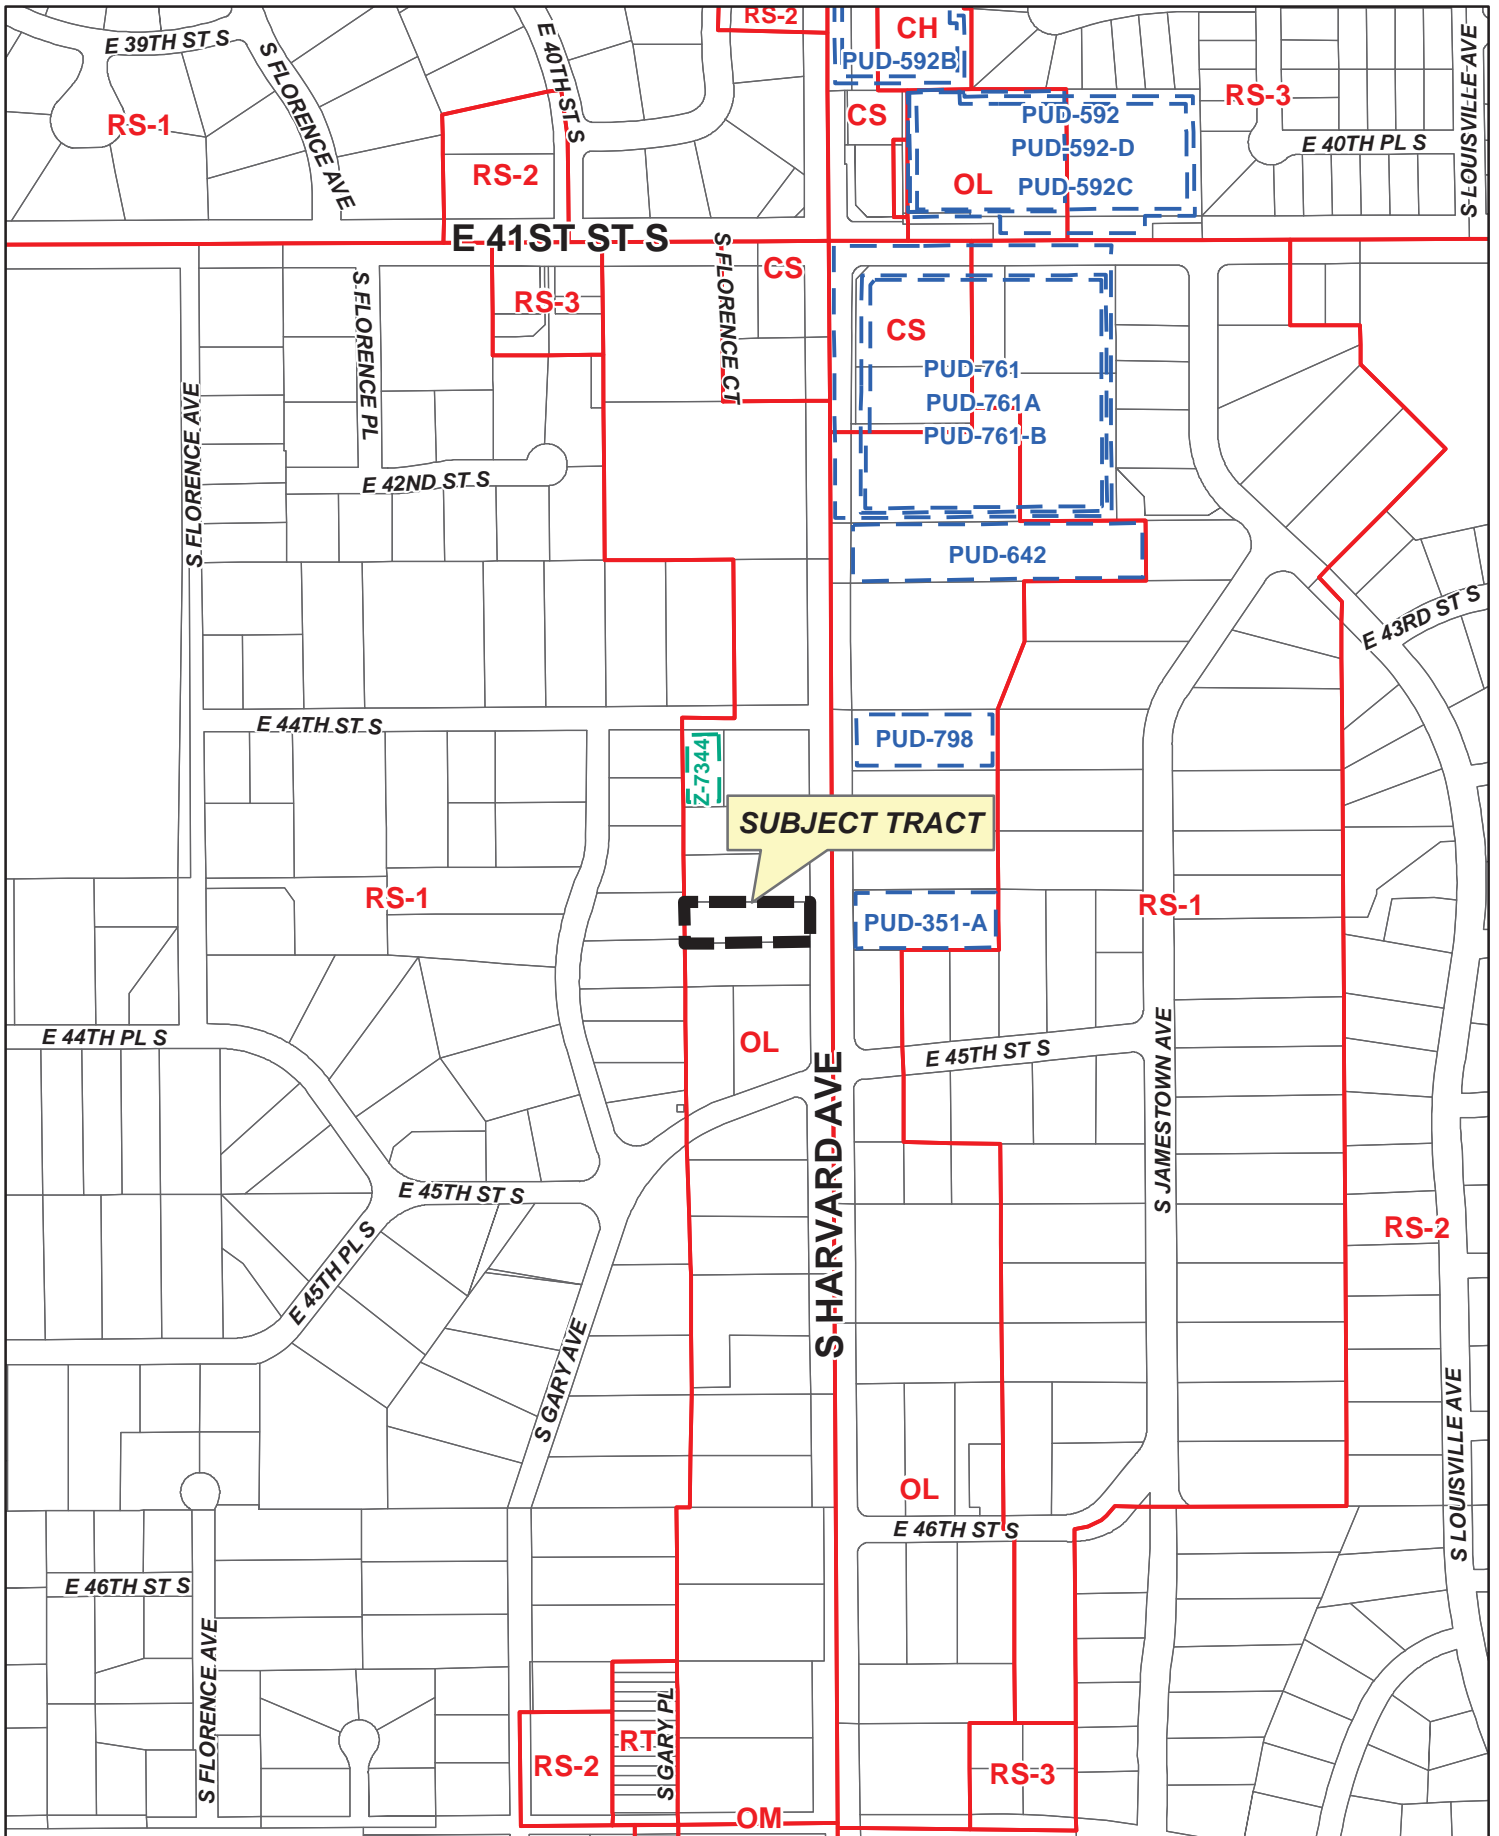 RS-2
CH
E 39TH ST S
S FLORENCE AVE
E 40TH ST S
PUD-592B
S LOUISVILLE AVE
RS-1
RS-3
CS
PUD-592
PUD-592-D
E 40TH PL S
RS-2
OL
PUD-592C
E 41ST ST S
S FLORENCE CT
CS
S FLORENCE PL
RS-3
CS
PUD-761
PUD-761A
PUD-761-B
S FLORENCE AVE
E 42ND ST S
PUD-642
E 43RD ST S
E 44TH ST S
PUD-798
Z-7344
SUBJECT TRACT
RS-1
PUD-351-A
RS-1
E 44TH PL S
OL
E 45TH ST S
S HARVARD AVE
S JAMESTOWN AVE
E 45TH ST S
RS-2
E 45TH PL S
S GARY AVE
S LOUISVILLE AVE
OL
E 46TH ST S
E 46TH ST S
S FLORENCE AVE
S GARY PL
RT
RS-2
RS-3
OM